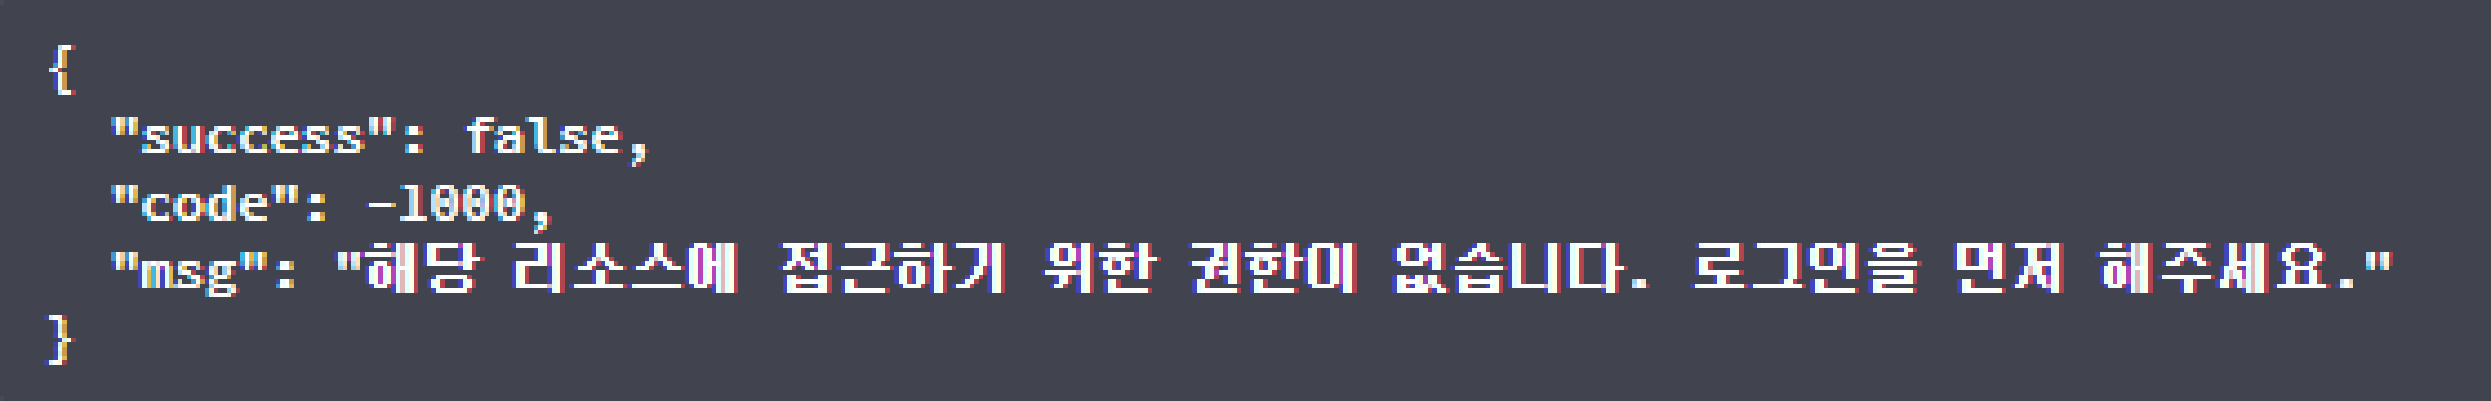 {
"success": false,
"code": -1000,
"msg": "해당 리소스에 접근하기 위한 권한이 없습니다. 로그인을 먼저 해주세요."
}